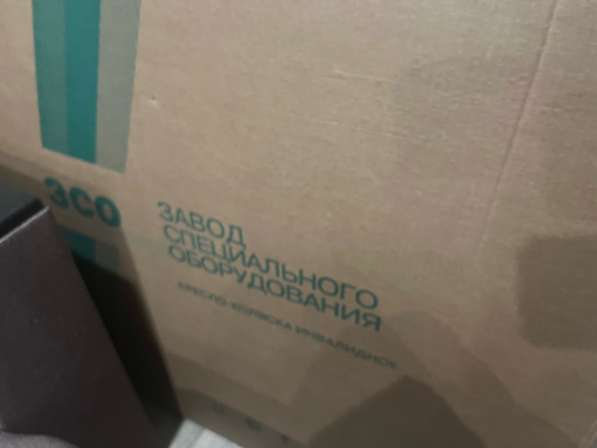 ЗСО
ЗАВОД
СПЕЦИАЛЬНОГО
ОБОРУДОВАНИЯ
КРЕСЛО-КОЛЯСКА ИНВАЛИДНОЕ